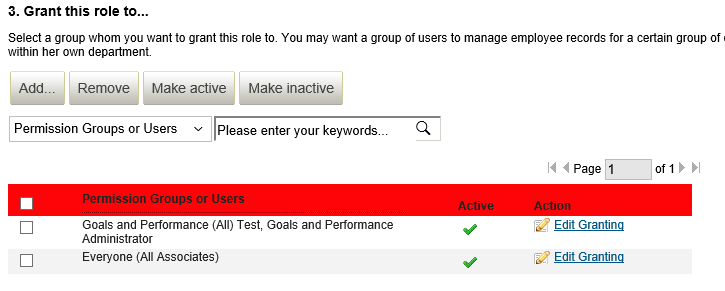 3. Grant this role to...
Select a group whom you want to grant this role to. You may want a group of users to manage employee records for a certain group of
within her own department.
Add... Remove Make active Make inactive
Permission Groups or Users Please enter your keywords...
Page 1 of 1
Permission Groups or Users Active Action
Goals and Performance (All) Test, Goals and Performance Edit Granting
Administrator
Everyone (All Associates) Edit Granting